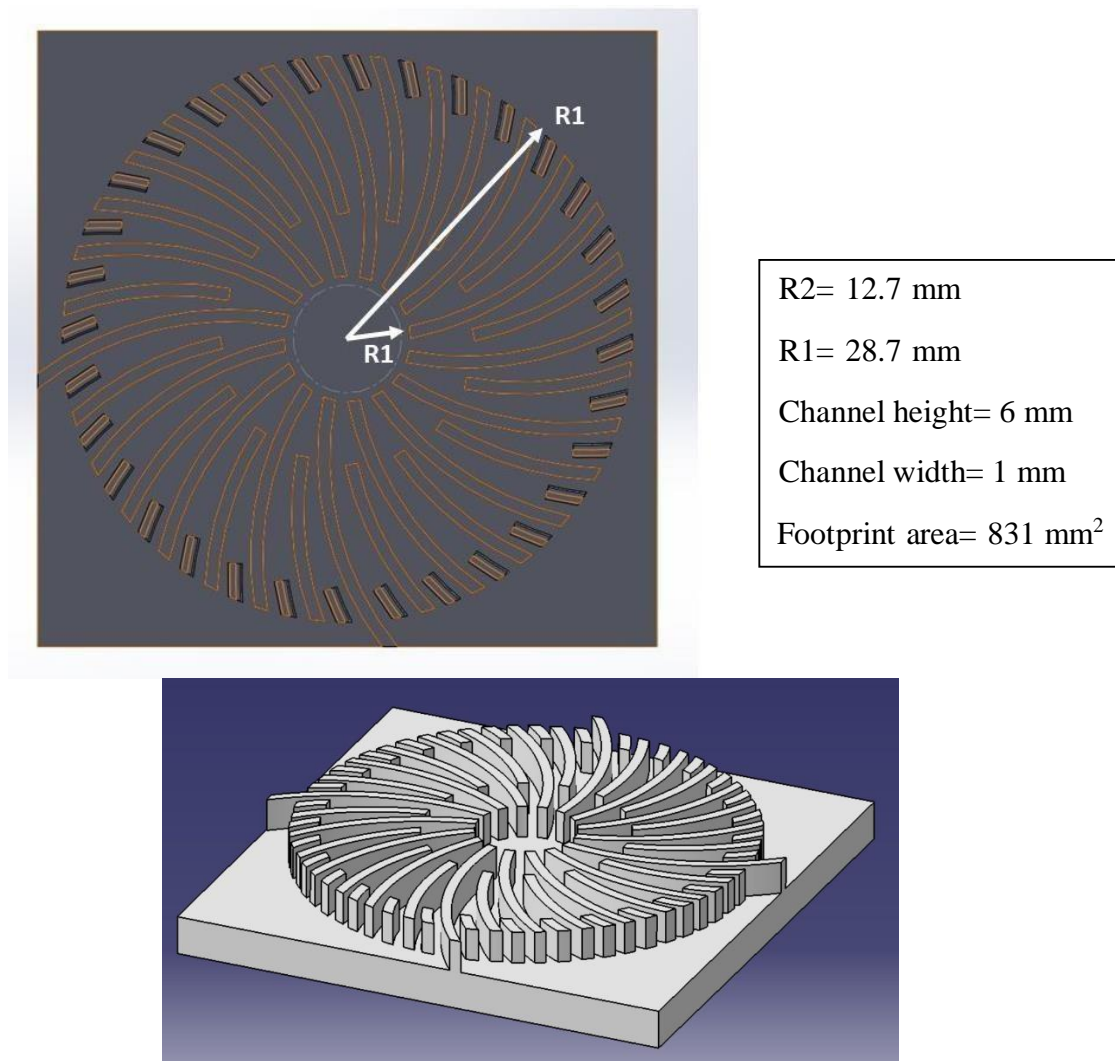 R1
R1
R2= 12.7 mm
R1= 28.7 mm
Channel height= 6 mm
Channel width= 1 mm
Footprint area= 831 mm²